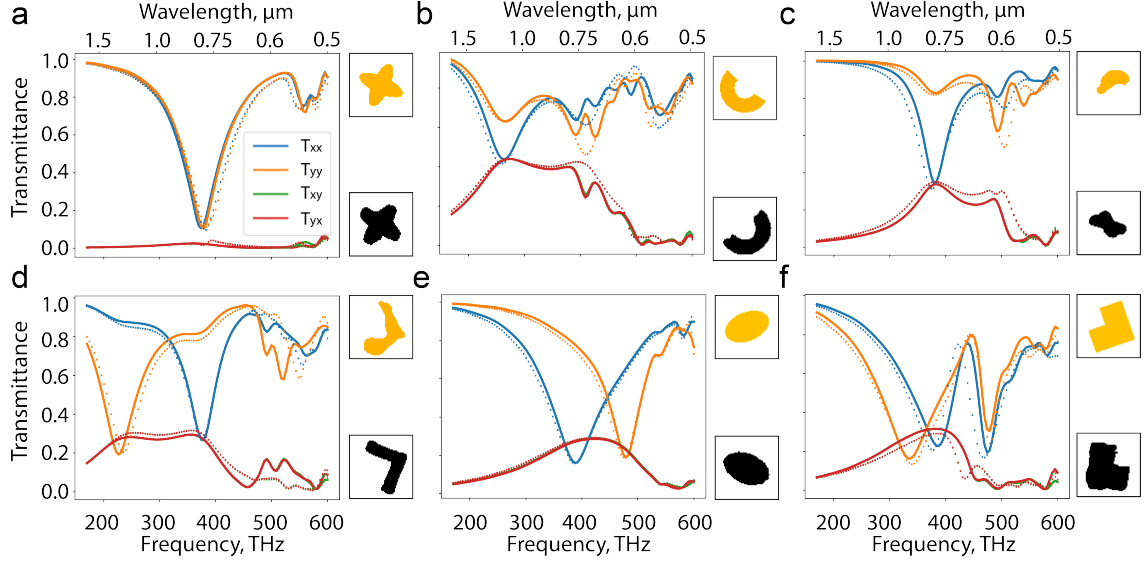 a
Wavelength, μm
1.5 1.0 0.75 0.6 0.5
b
Wavelength, μm
1.5 1.0 0.75 0.6 0.5
c
Wavelength, μm
1.5 1.0 0.75 0.6 0.5
Transmittance
1.0
0.8
0.6
0.4
0.2
0.0
Txx
Tyy
Txy
Tyx
d
e
f
Transmittance
1.0
0.8
0.6
0.4
0.2
0.0
200 300 400 500 600
Frequency, THz
200 300 400 500 600
Frequency, THz
200 300 400 500 600
Frequency, THz